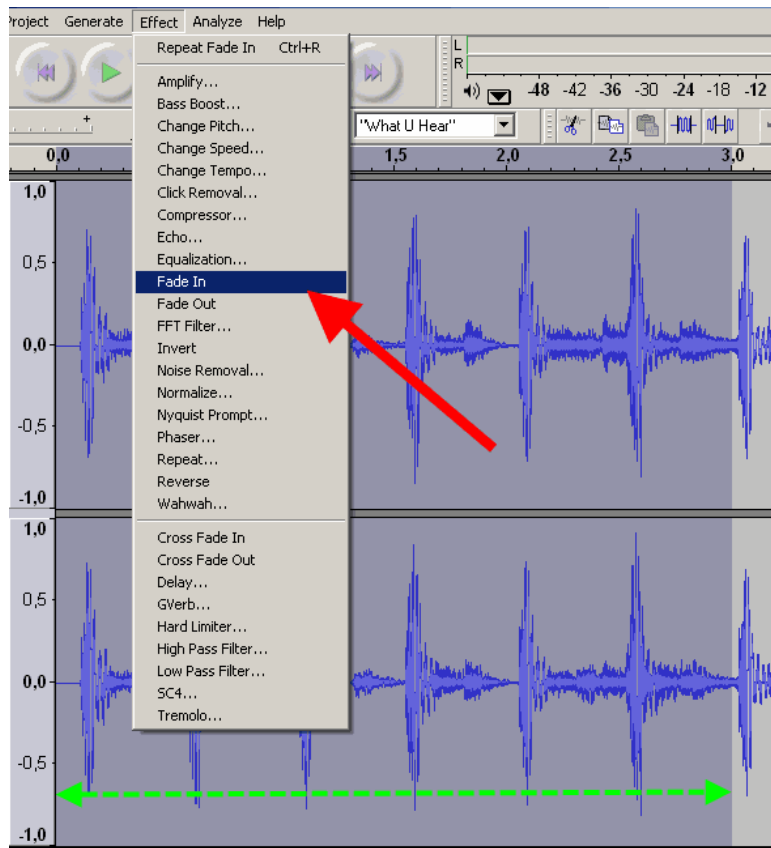 Project Generate Effect Analyze Help
Repeat Fade In Ctrl+R
L
R
-48 -42 -36 -30 -24 -18 -12
"What U Hear"
0,0 1,5 2,0 2,5 3,0
Amplify...
Bass Boost...
Change Pitch...
Change Speed...
Change Tempo...
Click Removal...
Compressor...
Echo...
Equalization...
Fade In
Fade Out
FFT Filter...
Invert
Noise Removal...
Normalize...
Nyquist Prompt...
Phaser...
Repeat...
Reverse
Wahwah...
Cross Fade In
Cross Fade Out
Delay...
GVerb...
Hard Limiter...
High Pass Filter...
Low Pass Filter...
SC4...
Tremolo...
1,0
0,5
0,0
-0,5
-1,0
1,0
0,5
0,0
-0,5
-1,0